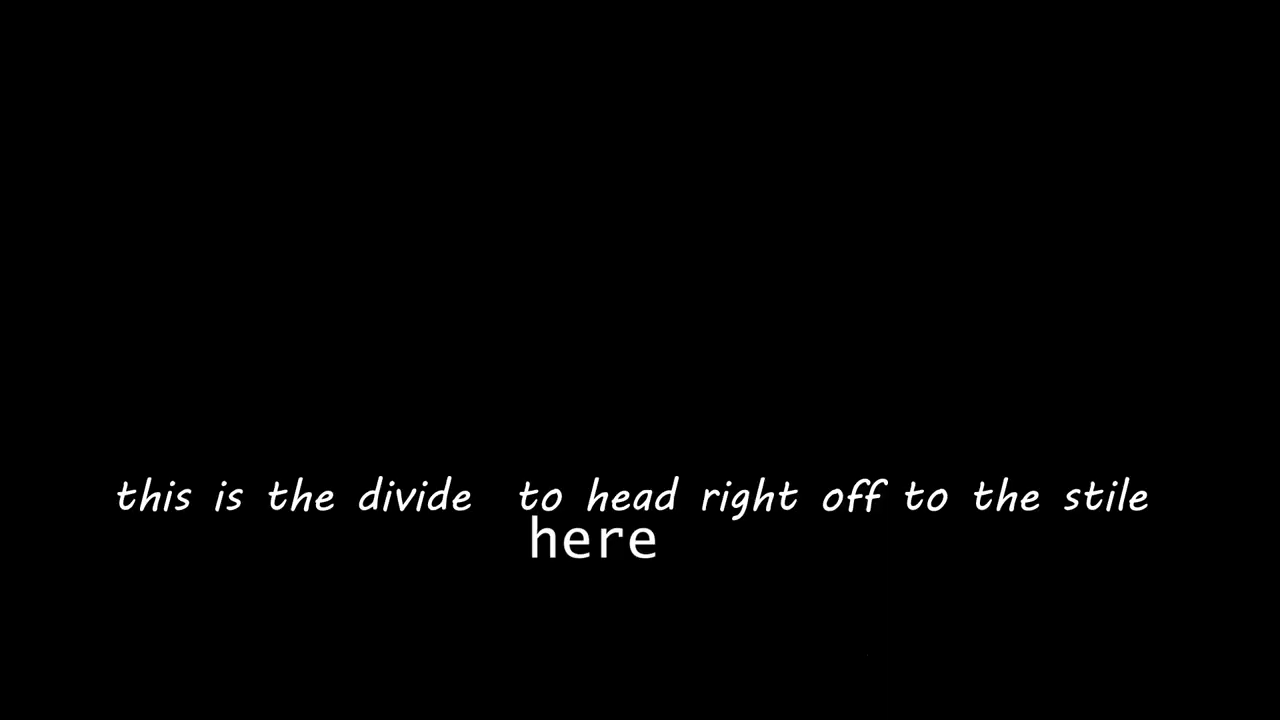 this is the divide  to head right off to the stile
here